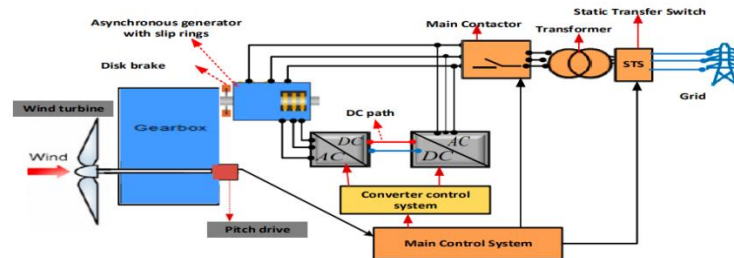 Static Transfer Switch
Asynchronous generator
with slip rings
Main Contactor
Transformer
Disk brake
STS
Wind turbine
Grid
Gearbox
DC path
DC
AC
AC
DC
Wind
Converter control
system
Pitch drive
Main Control System